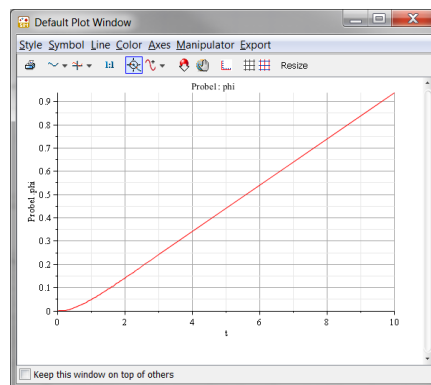 Default Plot Window
Style Symbol Line Color Axes Manipulator Export
1:1 Resize
Probe1: phi
0.9
0.8
0.7
0.6
0.5
0.4
0.3
0.2
0.1
0
Probe1.phi
0 2 4 6 8 10
t
Keep this window on top of others